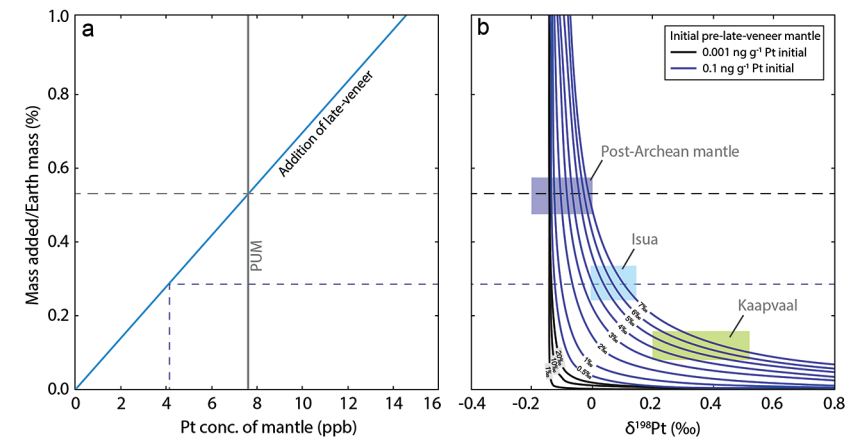 a
Mass added/Earth mass (%)
1.0
0.8
0.6
0.4
0.2
0.0
Addition of late-veneer
PUM
0 2 4 6 8 10 12 14 16
Pt conc. of mantle (ppb)
b
Initial pre-late-veneer mantle
0.001 ng g⁻¹ Pt initial
0.1 ng g⁻¹ Pt initial
Post-Archean mantle
Isua
Kaapvaal
7‰
6‰
5‰
4‰
3‰
2‰
1‰
0.5‰
20‰
10‰
1‰
-0.4 -0.2 0 0.2 0.4 0.6 0.8
δ¹⁹⁸Pt (‰)